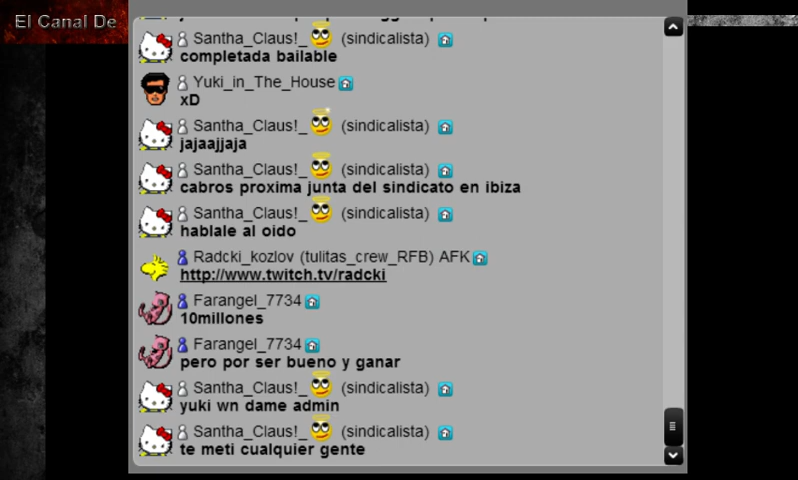 El Canal De
Santha_Claus!_ (sindicalista)
completada bailable
Yuki_in_The_House
xD
Santha_Claus!_ (sindicalista)
jajaajjaja
Santha_Claus!_ (sindicalista)
cabros proxima junta del sindicato en ibiza
Santha_Claus!_ (sindicalista)
hablale al oido
Radcki_kozlov (tulitas_crew_RFB) AFK
http://www.twitch.tv/radcki
Farangel_7734
10millones
Farangel_7734
pero por ser bueno y ganar
Santha_Claus!_ (sindicalista)
yuki wn dame admin
Santha_Claus!_ (sindicalista)
te meti cualquier gente